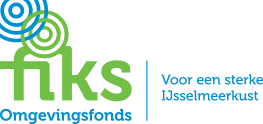 fiks
Omgevingsfonds
Voor een sterke
IJsselmeerkust